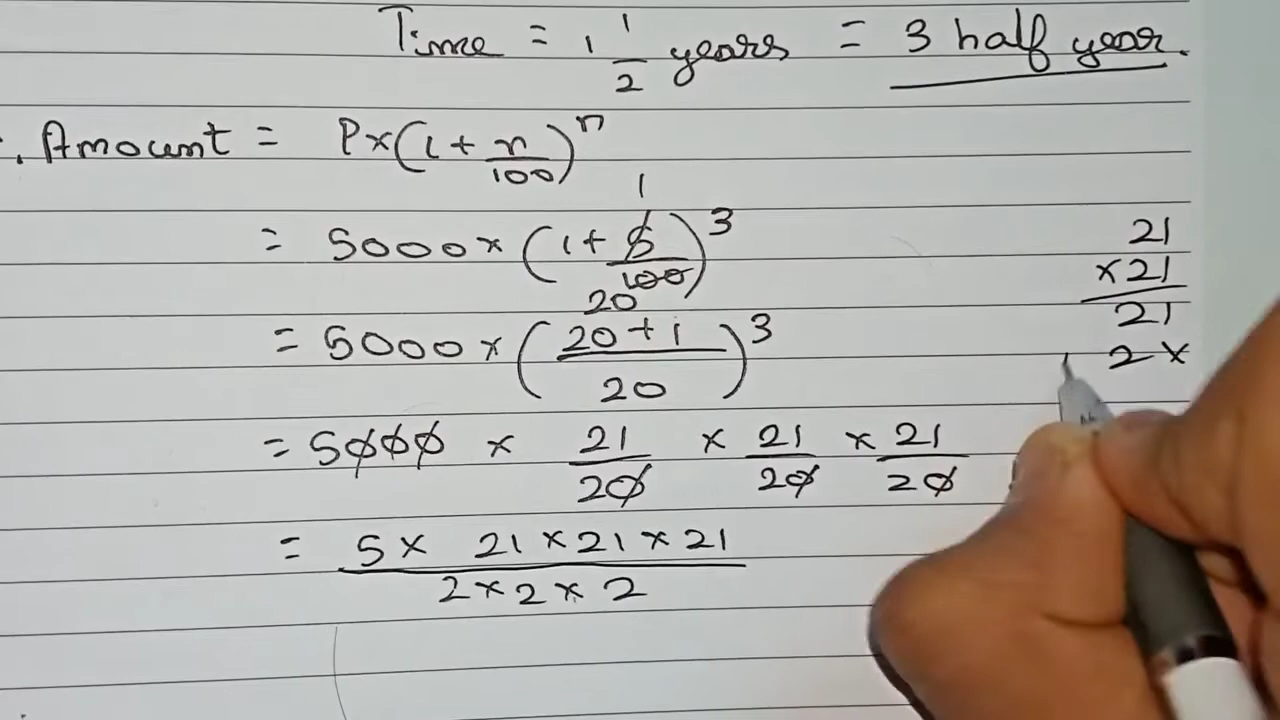 Time = 1 1/2 years = 3 half year.
∴ Amount = P×(1 + r/100)^n
= 5000 × (1 + 5/100)^3 1 20
= 5000 × (20+1/20)^3
= 5000 × 21/20 × 21/20 × 21/20
= 5× 21×21×21/2×2×2
21
×21
21
2×